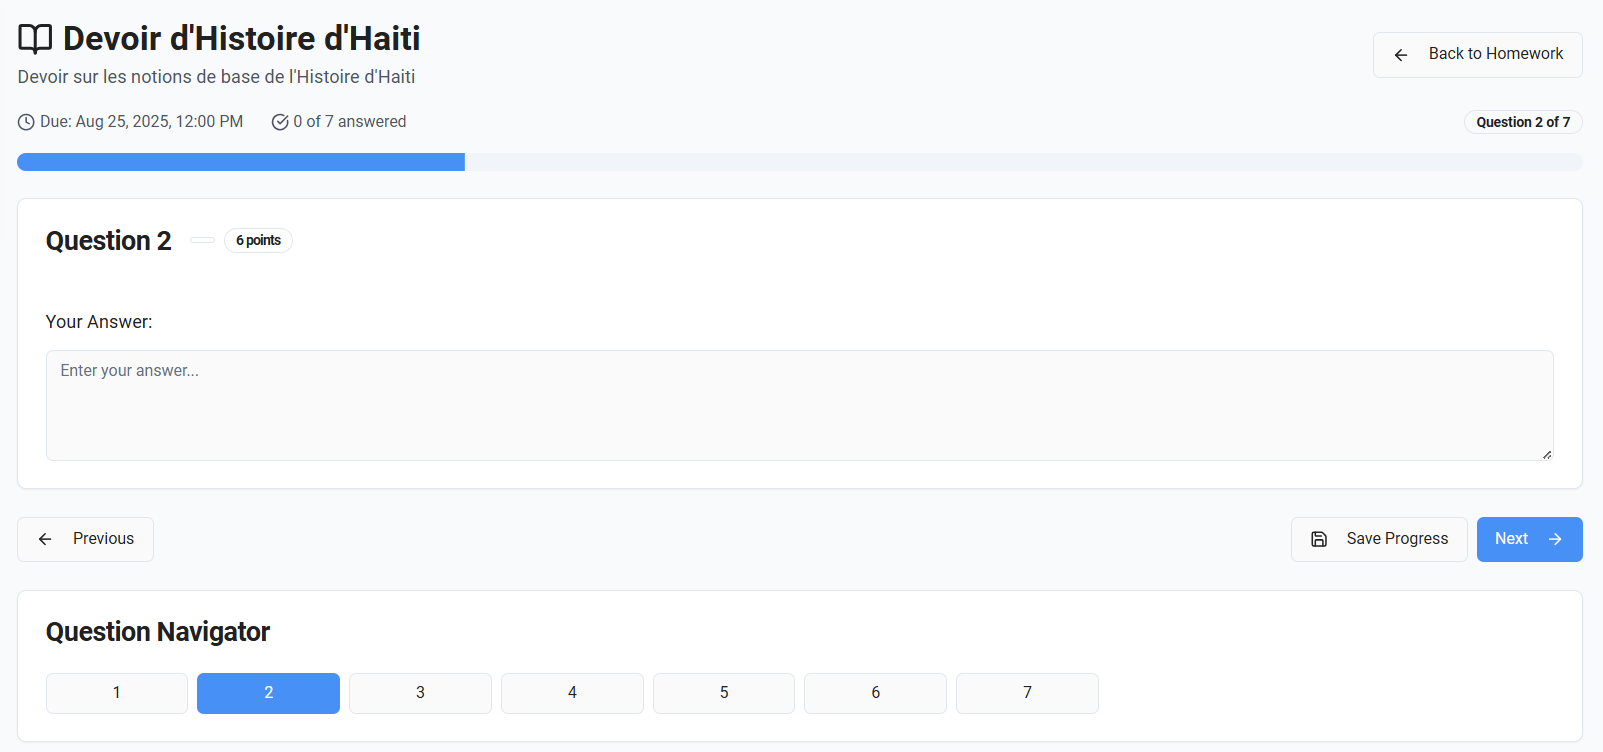 Devoir d'Histoire d'Haiti
Back to Homework
Devoir sur les notions de base de l'Histoire d'Haiti
Due: Aug 25, 2025, 12:00 PM
0 of 7 answered
Question 2 of 7
Question 2
6 points
Your Answer:
Enter your answer...
Previous
Save Progress
Next
Question Navigator
1
2
3
4
5
6
7